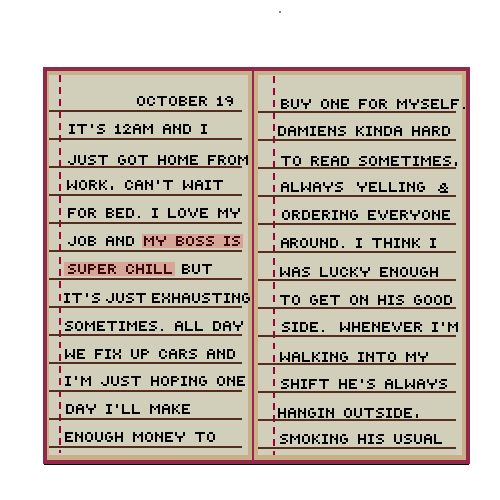 OCTOBER 19
IT'S 12AM AND I
JUST GOT HOME FROM
WORK. CAN'T WAIT
FOR BED. I LOVE MY
JOB AND MY BOSS IS
SUPER CHILL BUT
IT'S JUST EXHAUSTING
SOMETIMES. ALL DAY
WE FIX UP CARS AND
I'M JUST HOPING ONE
DAY I'LL MAKE
ENOUGH MONEY TO
BUY ONE FOR MYSELF.
DAMIENS KINDA HARD
TO READ SOMETIMES,
ALWAYS YELLING &
ORDERING EVERYONE
AROUND. I THINK I
WAS LUCKY ENOUGH
TO GET ON HIS GOOD
SIDE. WHENEVER I'M
WALKING INTO MY
SHIFT HE'S ALWAYS
HANGIN OUTSIDE,
SMOKING HIS USUAL